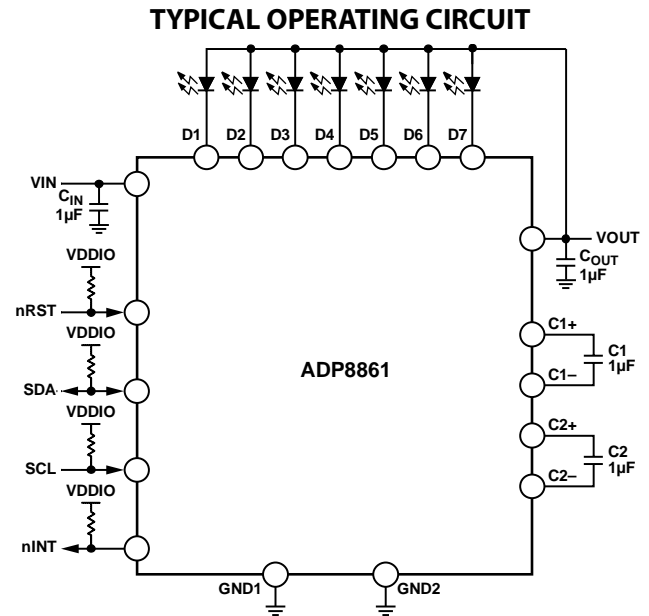 TYPICAL OPERATING CIRCUIT
D1 D2 D3 D4 D5 D6 D7
VIN
CIN
1µF
VDDIO
nRST
VDDIO
SDA
VDDIO
SCL
VDDIO
nINT
ADP8861
VOUT
COUT
1µF
C1+
C1
1µF
C1–
C2+
C2
1µF
C2–
GND1
GND2